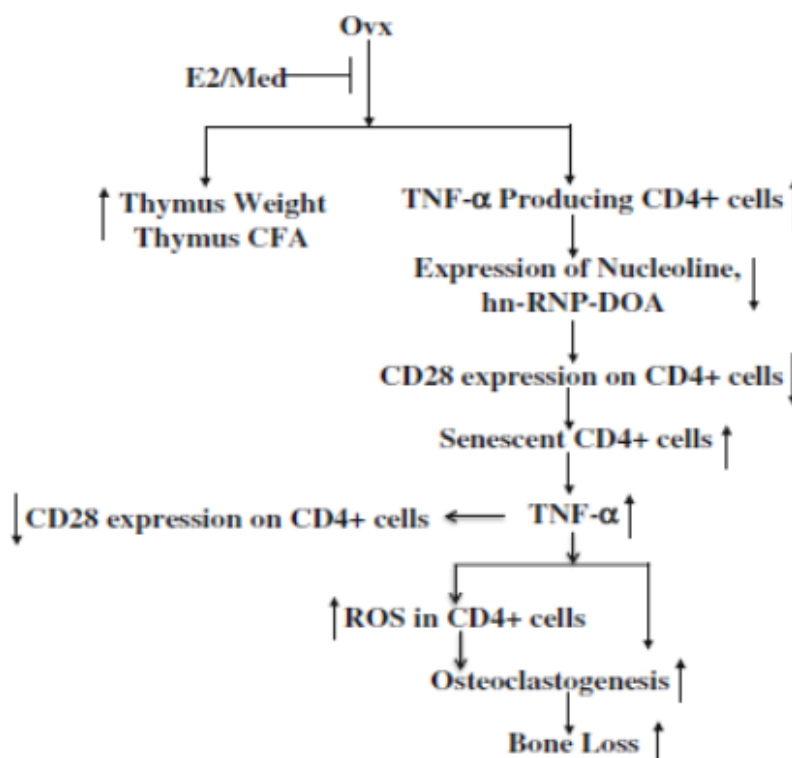 Ovx
E2/Med
Thymus Weight
Thymus CFA
TNF-α Producing CD4+ cells
Expression of Nucleoline,
hn-RNP-DOA
CD28 expression on CD4+ cells
Senescent CD4+ cells
TNF-α
CD28 expression on CD4+ cells
ROS in CD4+ cells
Osteoclastogenesis
Bone Loss